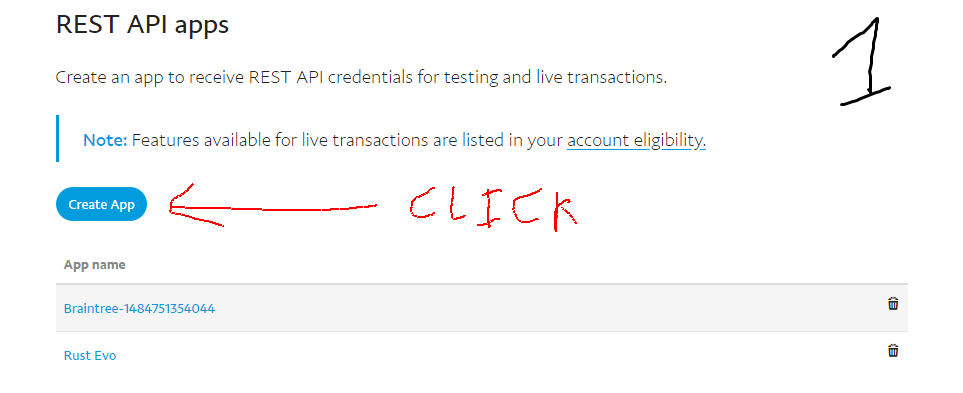 REST API apps
1
Create an app to receive REST API credentials for testing and live transactions.
Note: Features available for live transactions are listed in your account eligibility.
Create App
CLICK
App name
Braintree-1484751354044
Rust Evo